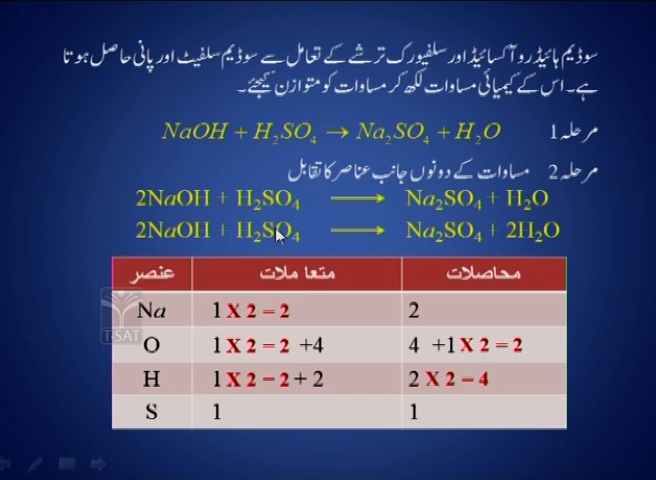 سوڈیم ہائیڈروآکسائیڈ اور سلفیورک ترشے کے تعامل سے سوڈیم سلفیٹ اور پانی حاصل ہوتا
ہے۔ اس کے کیمیائی مساوات لکھ کر مساوات کو متوازن کیجئے۔
مرحلہ 1 NaOH + H₂SO₄ → Na₂SO₄ + H₂O
مرحلہ 2 مساوات کے دونوں جانب عناصر کا تقابل
2NaOH + H₂SO₄ ⟶ Na₂SO₄ + H₂O
2NaOH + H₂SO₄ ⟶ Na₂SO₄ + 2H₂O
عنصر متعاملات محاصلات
Na 1 X 2 = 2 2
O 1 X 2 = 2 +4 4 +1 X 2 = 2
H 1 X 2 = 2 + 2 2 X 2 = 4
S 1 1
T-SAT